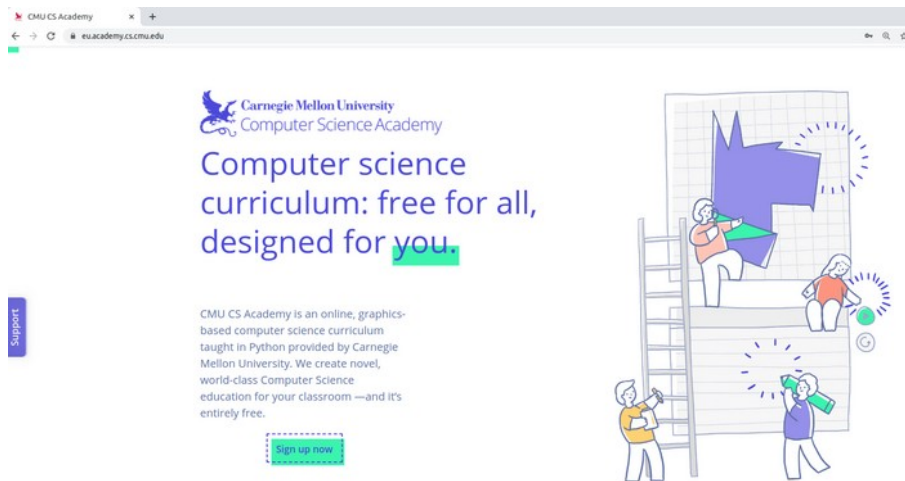 CMU CS Academy
eu.academy.cs.cmu.edu
Carnegie Mellon University
Computer Science Academy
Computer science
curriculum: free for all,
designed for you.
Support
CMU CS Academy is an online, graphics-
based computer science curriculum
taught in Python provided by Carnegie
Mellon University. We create novel,
world-class Computer Science
education for your classroom —and it's
entirely free.
Sign up now